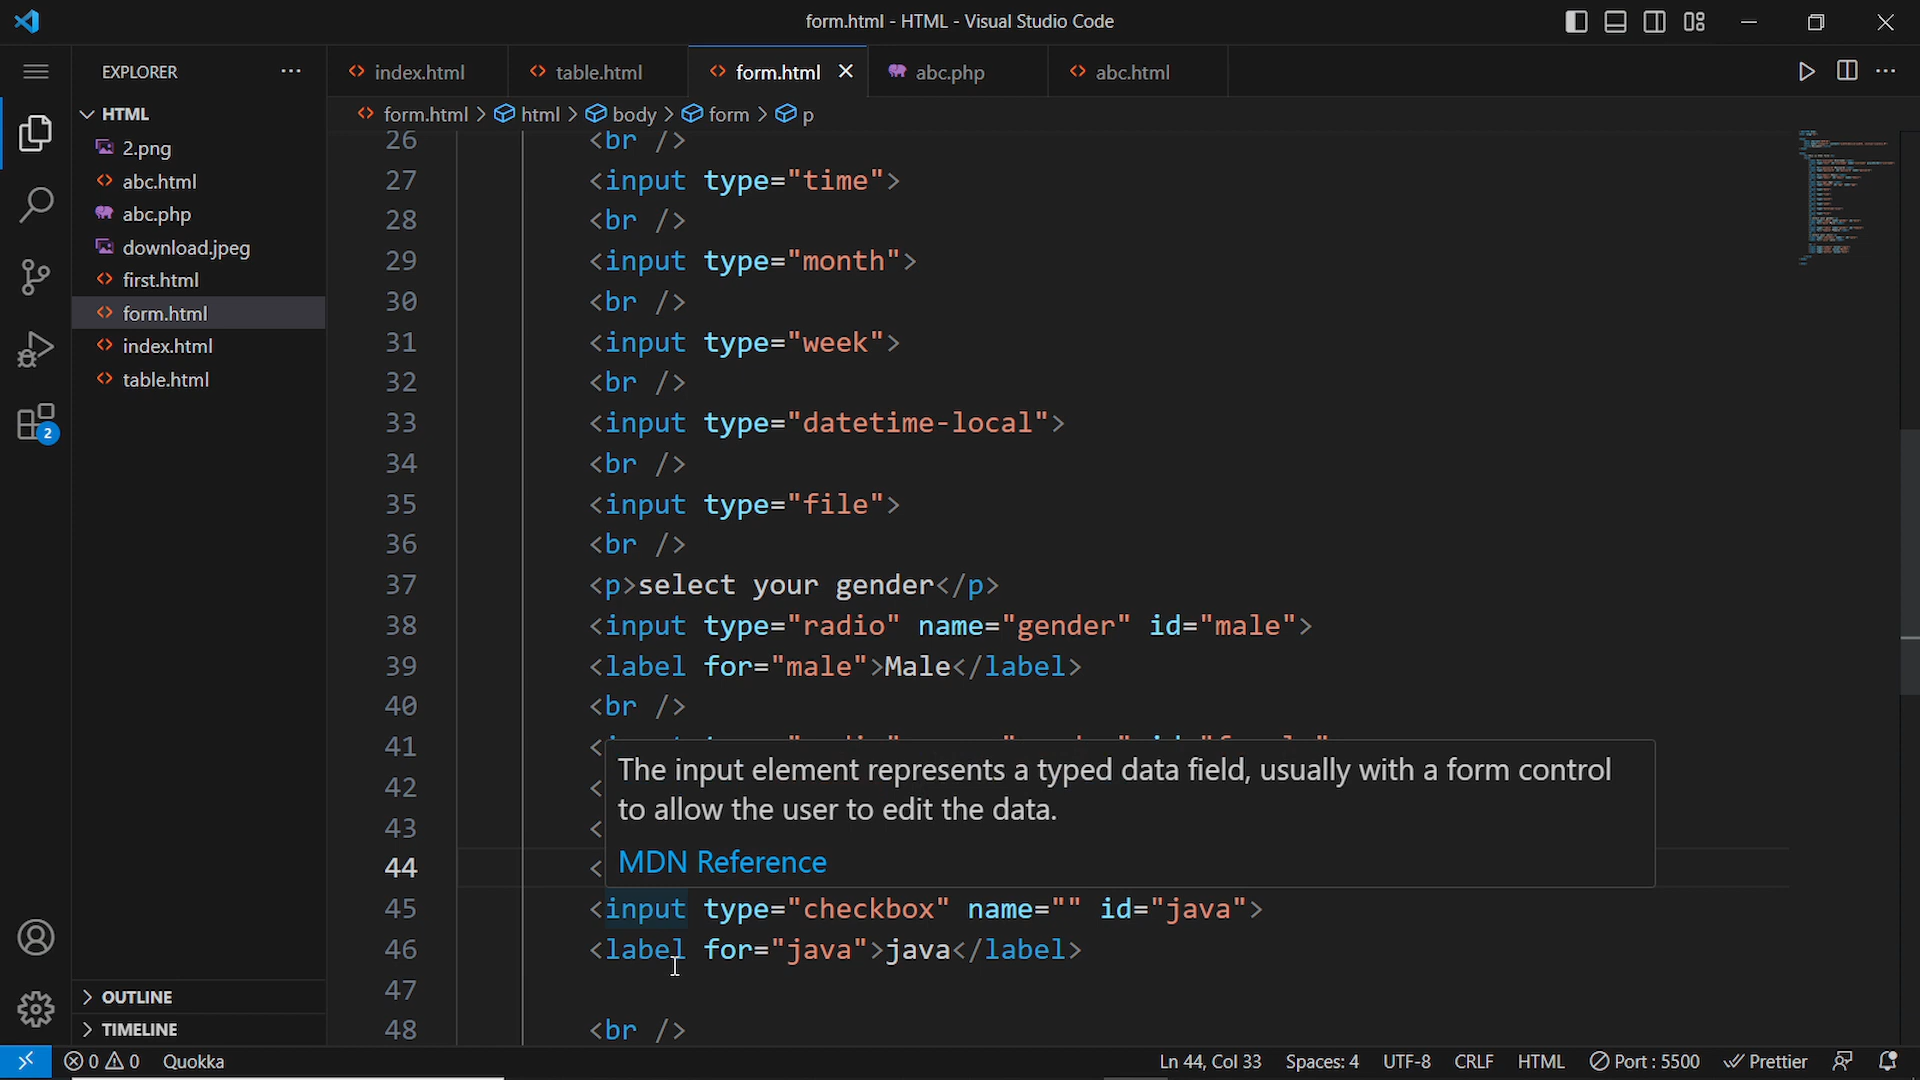 form.html - HTML - Visual Studio Code
EXPLORER
index.html
table.html
form.html
abc.php
abc.html
HTML
form.html > html > body > form > p
2.png
abc.html
abc.php
download.jpeg
first.html
form.html
index.html
table.html
26 <br />
27 <input type="time">
28 <br />
29 <input type="month">
30 <br />
31 <input type="week">
32 <br />
33 <input type="datetime-local">
34 <br />
35 <input type="file">
36 <br />
37 <p>select your gender</p>
38 <input type="radio" name="gender" id="male">
39 <label for="male">Male</label>
40 <br />
41 <
42 <
43 <
44 <
The input element represents a typed data field, usually with a form control
to allow the user to edit the data.
MDN Reference
45 <input type="checkbox" name="" id="java">
46 <label for="java">java</label>
47
48 <br />
2
OUTLINE
TIMELINE
0 0 Quokka
Ln 44, Col 33 Spaces: 4 UTF-8 CRLF HTML Port : 5500 Prettier